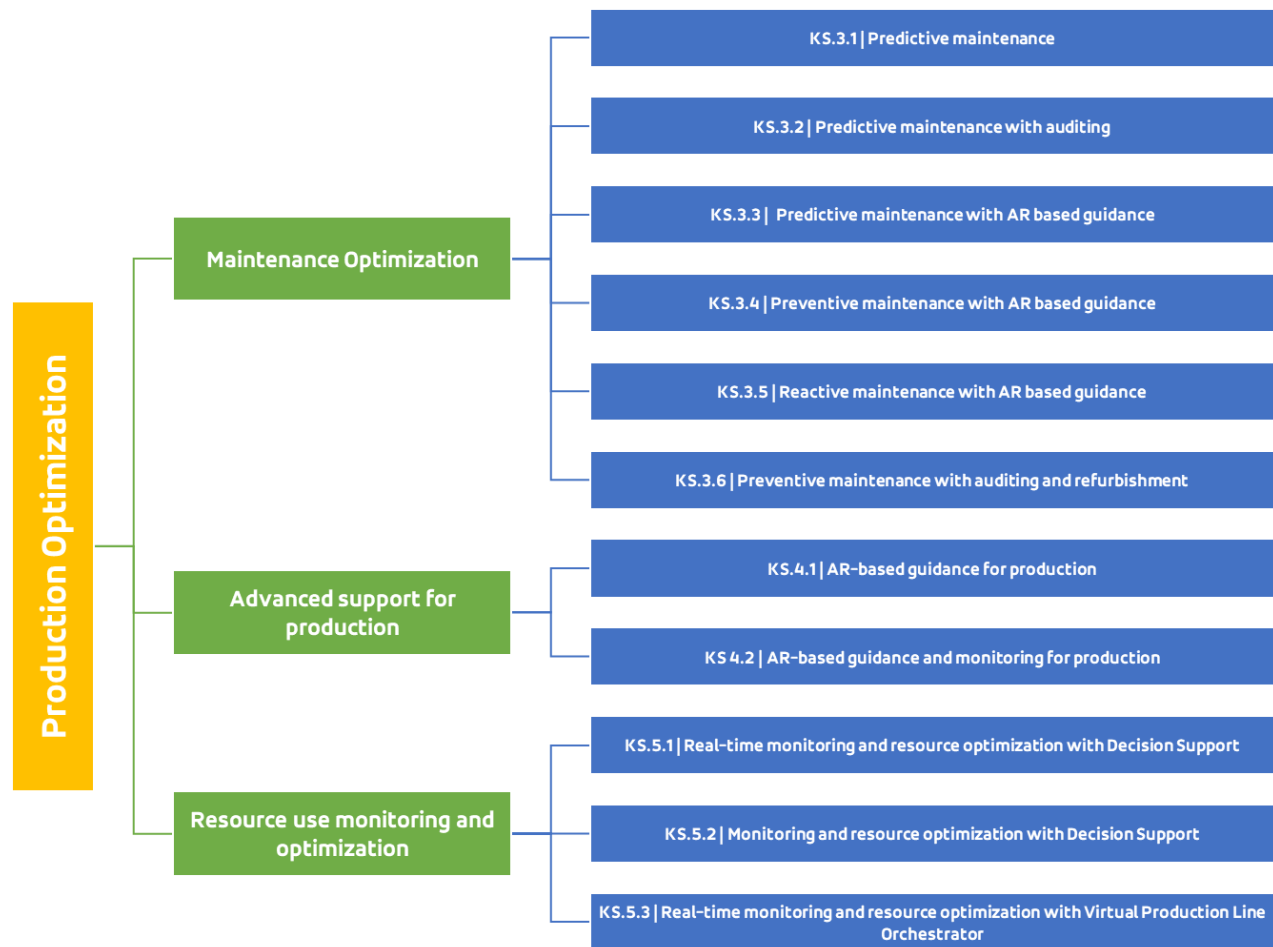 Production Optimization
Maintenance Optimization
KS.3.1 | Predictive maintenance
KS.3.2 | Predictive maintenance with auditing
KS.3.3 |  Predictive maintenance with AR based guidance
KS.3.4 | Preventive maintenance with AR based guidance
KS.3.5 | Reactive maintenance with AR based guidance
KS.3.6 | Preventive maintenance with auditing and refurbishment
Advanced support for
production
KS.4.1 | AR-based guidance for production
KS 4.2 | AR-based guidance and monitoring for production
Resource use monitoring and
optimization
KS.5.1 | Real-time monitoring and resource optimization with Decision Support
KS.5.2 | Monitoring and resource optimization with Decision Support
KS.5.3 | Real-time monitoring and resource optimization with Virtual Production Line
Orchestrator